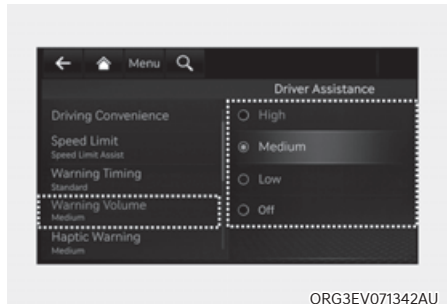 Menu
Driver Assistance
Driving Convenience
Speed Limit
Speed Limit Assist
Warning Timing
Standard
Warning Volume
Medium
Haptic Warning
Medium
High
Medium
Low
Off
ORG3EV071342AU